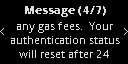 Message (4/7)
any gas fees. Your
authentication status
will reset after 24